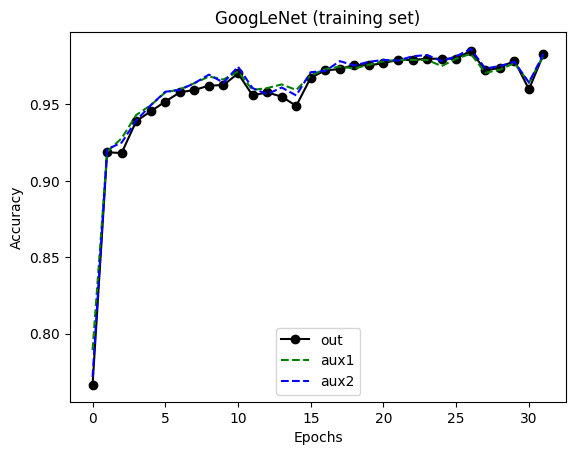 GoogLeNet (training set)
Accuracy
0.95
0.90
0.85
0.80
out
aux1
aux2
0 5 10 15 20 25 30
Epochs